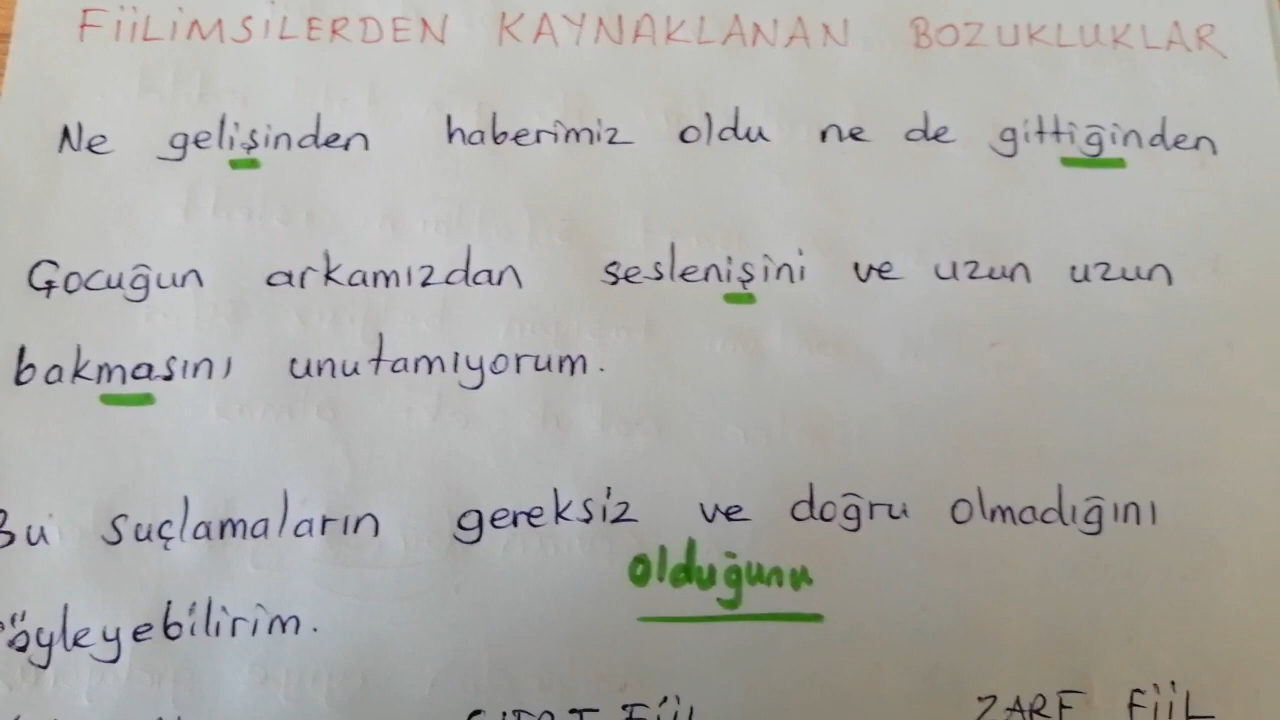 FİİLİMSİLERDEN KAYNAKLANAN BOZUKLUKLAR
Ne gelişinden haberimiz oldu ne de gittiğinden
Çocuğun arkamızdan seslenişini ve uzun uzun
bakmasını unutamıyorum.
Bu suçlamaların gereksiz ve doğru olmadığını
olduğunu
söyleyebilirim.
FİİL ZARF FİİL